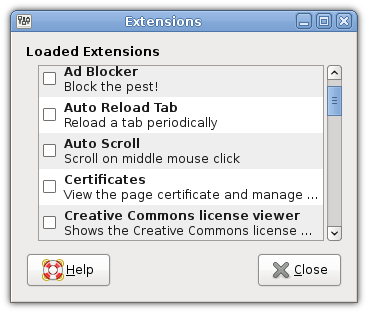 Extensions
Loaded Extensions
Ad Blocker
Block the pest!
Auto Reload Tab
Reload a tab periodically
Auto Scroll
Scroll on middle mouse click
Certificates
View the page certificate and manage ...
Creative Commons license viewer
Shows the Creative Commons license ...
Help
Close